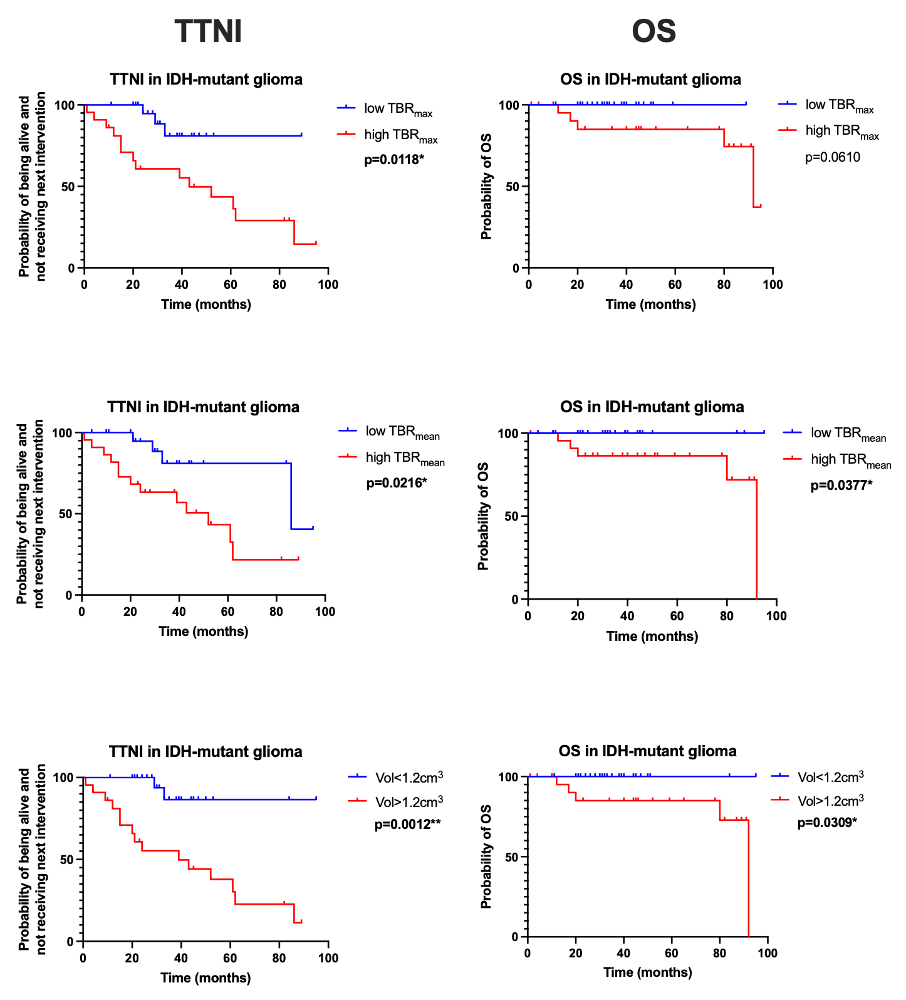 TTNI
OS
TTNI in IDH-mutant glioma
Probability of being alive and
not receiving next intervention
100
50
0
0 20 40 60 80 100
Time (months)
low TBRmax
high TBRmax
p=0.0118*
OS in IDH-mutant glioma
Probability of OS
100
50
0
0 20 40 60 80 100
Time (months)
low TBRmax
high TBRmax
p=0.0610
TTNI in IDH-mutant glioma
Probability of being alive and
not receiving next intervention
100
50
0
0 20 40 60 80 100
Time (months)
low TBRmean
high TBRmean
p=0.0216*
OS in IDH-mutant glioma
Probability of OS
100
50
0
0 20 40 60 80 100
Time (months)
low TBRmean
high TBRmean
p=0.0377*
TTNI in IDH-mutant glioma
Probability of being alive and
not receiving next intervention
100
50
0
0 20 40 60 80 100
Time (months)
Vol<1.2cm³
Vol>1.2cm³
p=0.0012**
OS in IDH-mutant glioma
Probability of OS
100
50
0
0 20 40 60 80 100
Time (months)
Vol<1.2cm³
Vol>1.2cm³
p=0.0309*